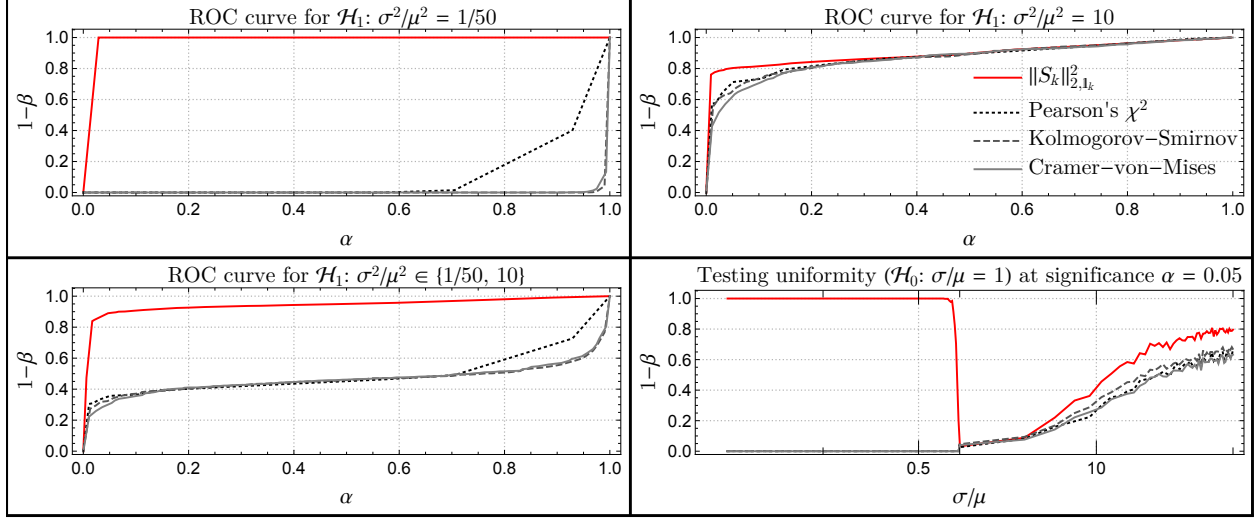 ROC curve for ℋ₁: σ²/μ² = 1/50
1.0
0.8
0.6
0.4
0.2
0.0
1−β
0.0 0.2 0.4 0.6 0.8 1.0
α
ROC curve for ℋ₁: σ²/μ² = 10
1.0
0.8
0.6
0.4
0.2
0.0
1−β
‖Sₖ‖²₂,𝟙ₖ
Pearson's χ²
Kolmogorov−Smirnov
Cramer−von−Mises
0.0 0.2 0.4 0.6 0.8 1.0
α
ROC curve for ℋ₁: σ²/μ² ∈ {1/50, 10}
1.0
0.8
0.6
0.4
0.2
0.0
1−β
0.0 0.2 0.4 0.6 0.8 1.0
α
Testing uniformity (ℋ₀: σ/μ = 1) at significance α = 0.05
1.0
0.8
0.6
0.4
0.2
0.0
1−β
0.5 10
σ/μ